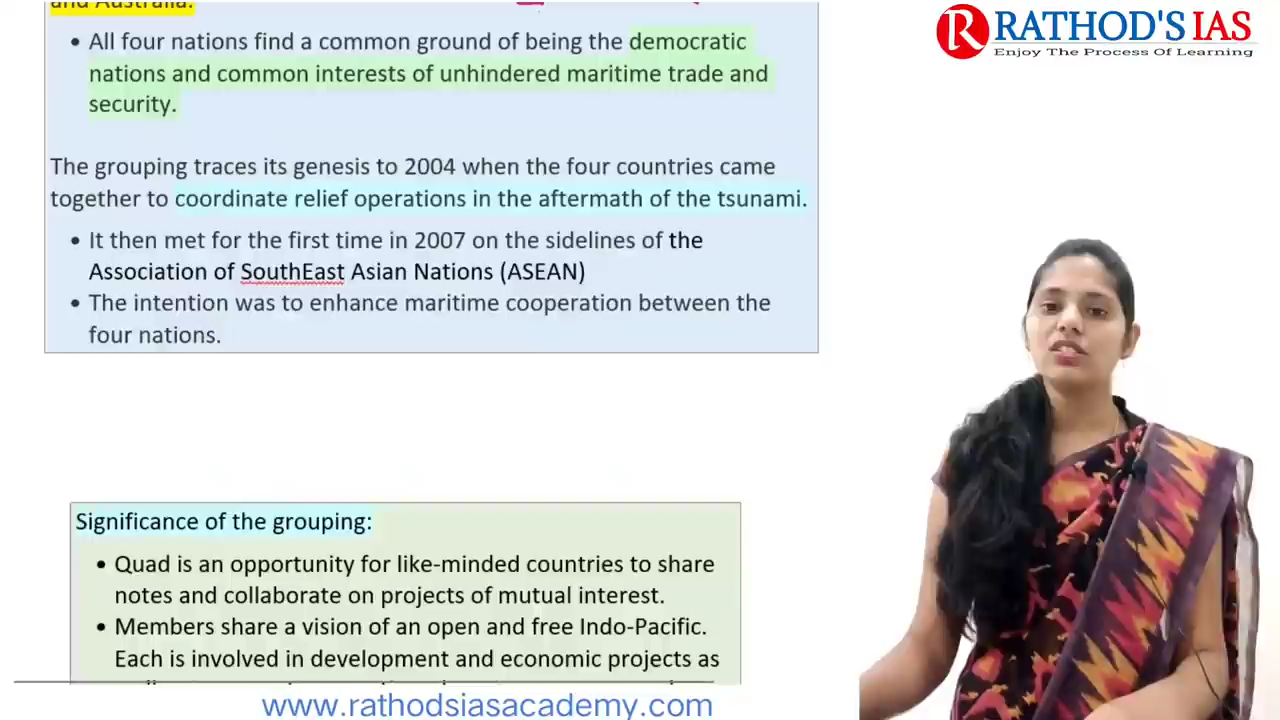 and Australia.
RATHOD'S IAS
Enjoy The Process Of Learning
• All four nations find a common ground of being the democratic
nations and common interests of unhindered maritime trade and
security.
The grouping traces its genesis to 2004 when the four countries came
together to coordinate relief operations in the aftermath of the tsunami.
• It then met for the first time in 2007 on the sidelines of the
Association of SouthEast Asian Nations (ASEAN)
• The intention was to enhance maritime cooperation between the
four nations.
Significance of the grouping:
• Quad is an opportunity for like-minded countries to share
notes and collaborate on projects of mutual interest.
• Members share a vision of an open and free Indo-Pacific.
Each is involved in development and economic projects as
www.rathodsiasacademy.com